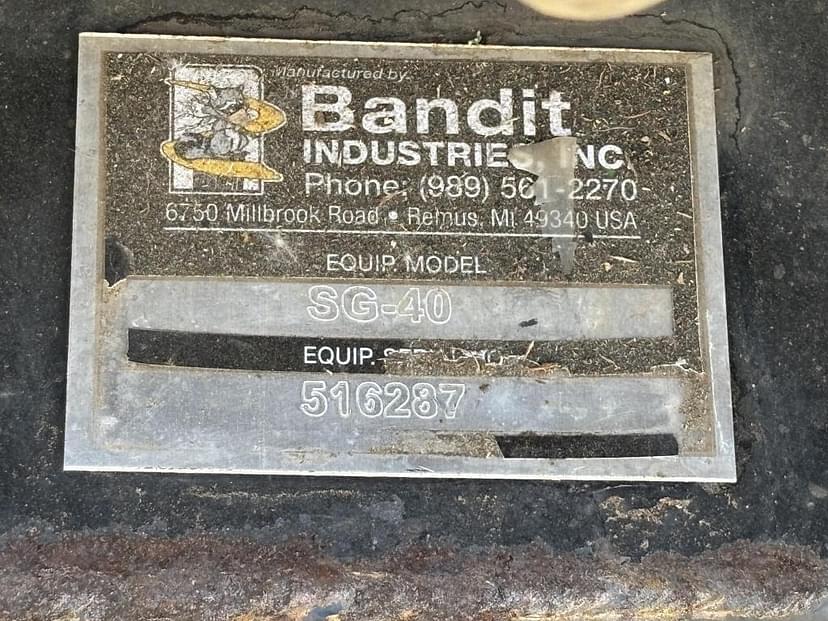 Manufactured by
Bandit
INDUSTRIES, INC.
Phone: (989) 561-2270
6750 Millbrook Road • Remus, MI 49340 USA
EQUIP. MODEL
SG-40
EQUIP.
516287